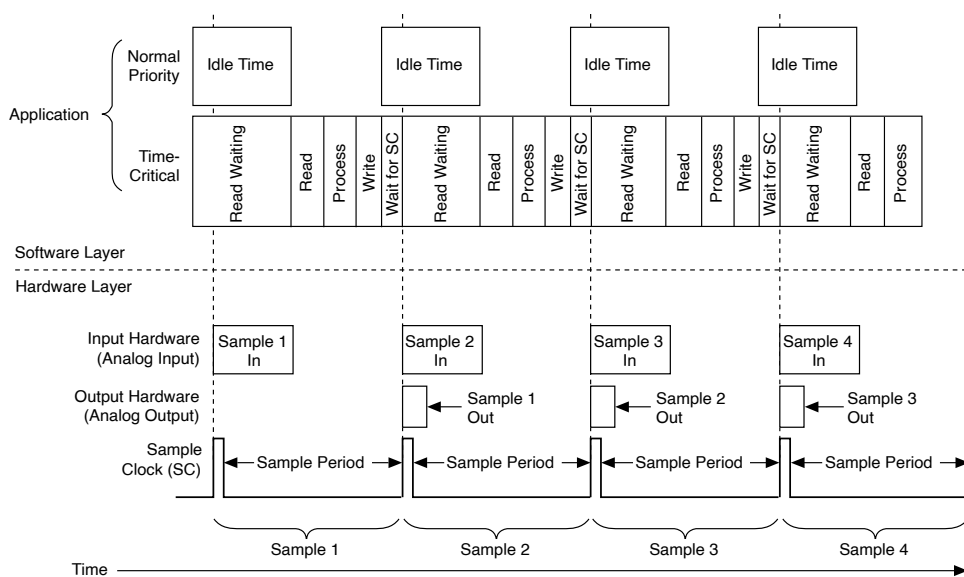 Normal
Priority
Idle Time
Idle Time
Idle Time
Idle Time
Application
Time-
Critical
Read Waiting
Read
Process
Write
Wait for SC
Read Waiting
Read
Process
Write
Wait for SC
Read Waiting
Read
Process
Write
Wait for SC
Read Waiting
Read
Process
Software Layer
Hardware Layer
Input Hardware
(Analog Input)
Sample 1
In
Sample 2
In
Sample 3
In
Sample 4
In
Output Hardware
(Analog Output)
Sample 1
Out
Sample 2
Out
Sample 3
Out
Sample
Clock (SC)
Sample Period
Sample Period
Sample Period
Sample Period
Sample 1
Sample 2
Sample 3
Sample 4
Time